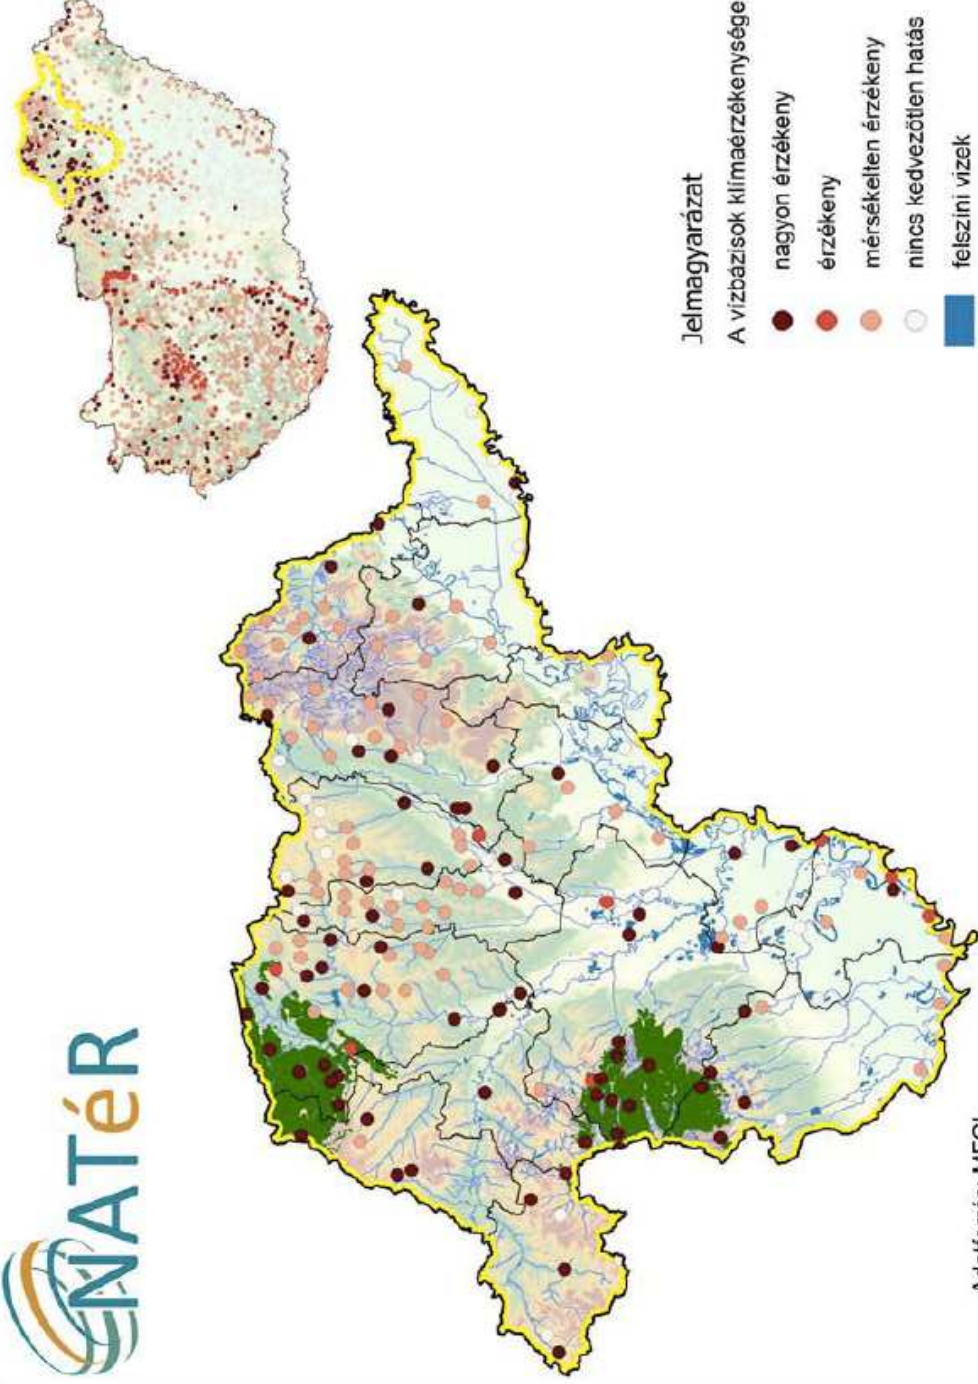 NATéR
Jelmagyarázat
A vízbázisok klímaérzékenysége
nagyon érzékeny
érzékeny
mérsékelten érzékeny
nincs kedvezőtlen hatás
felszíni vizek